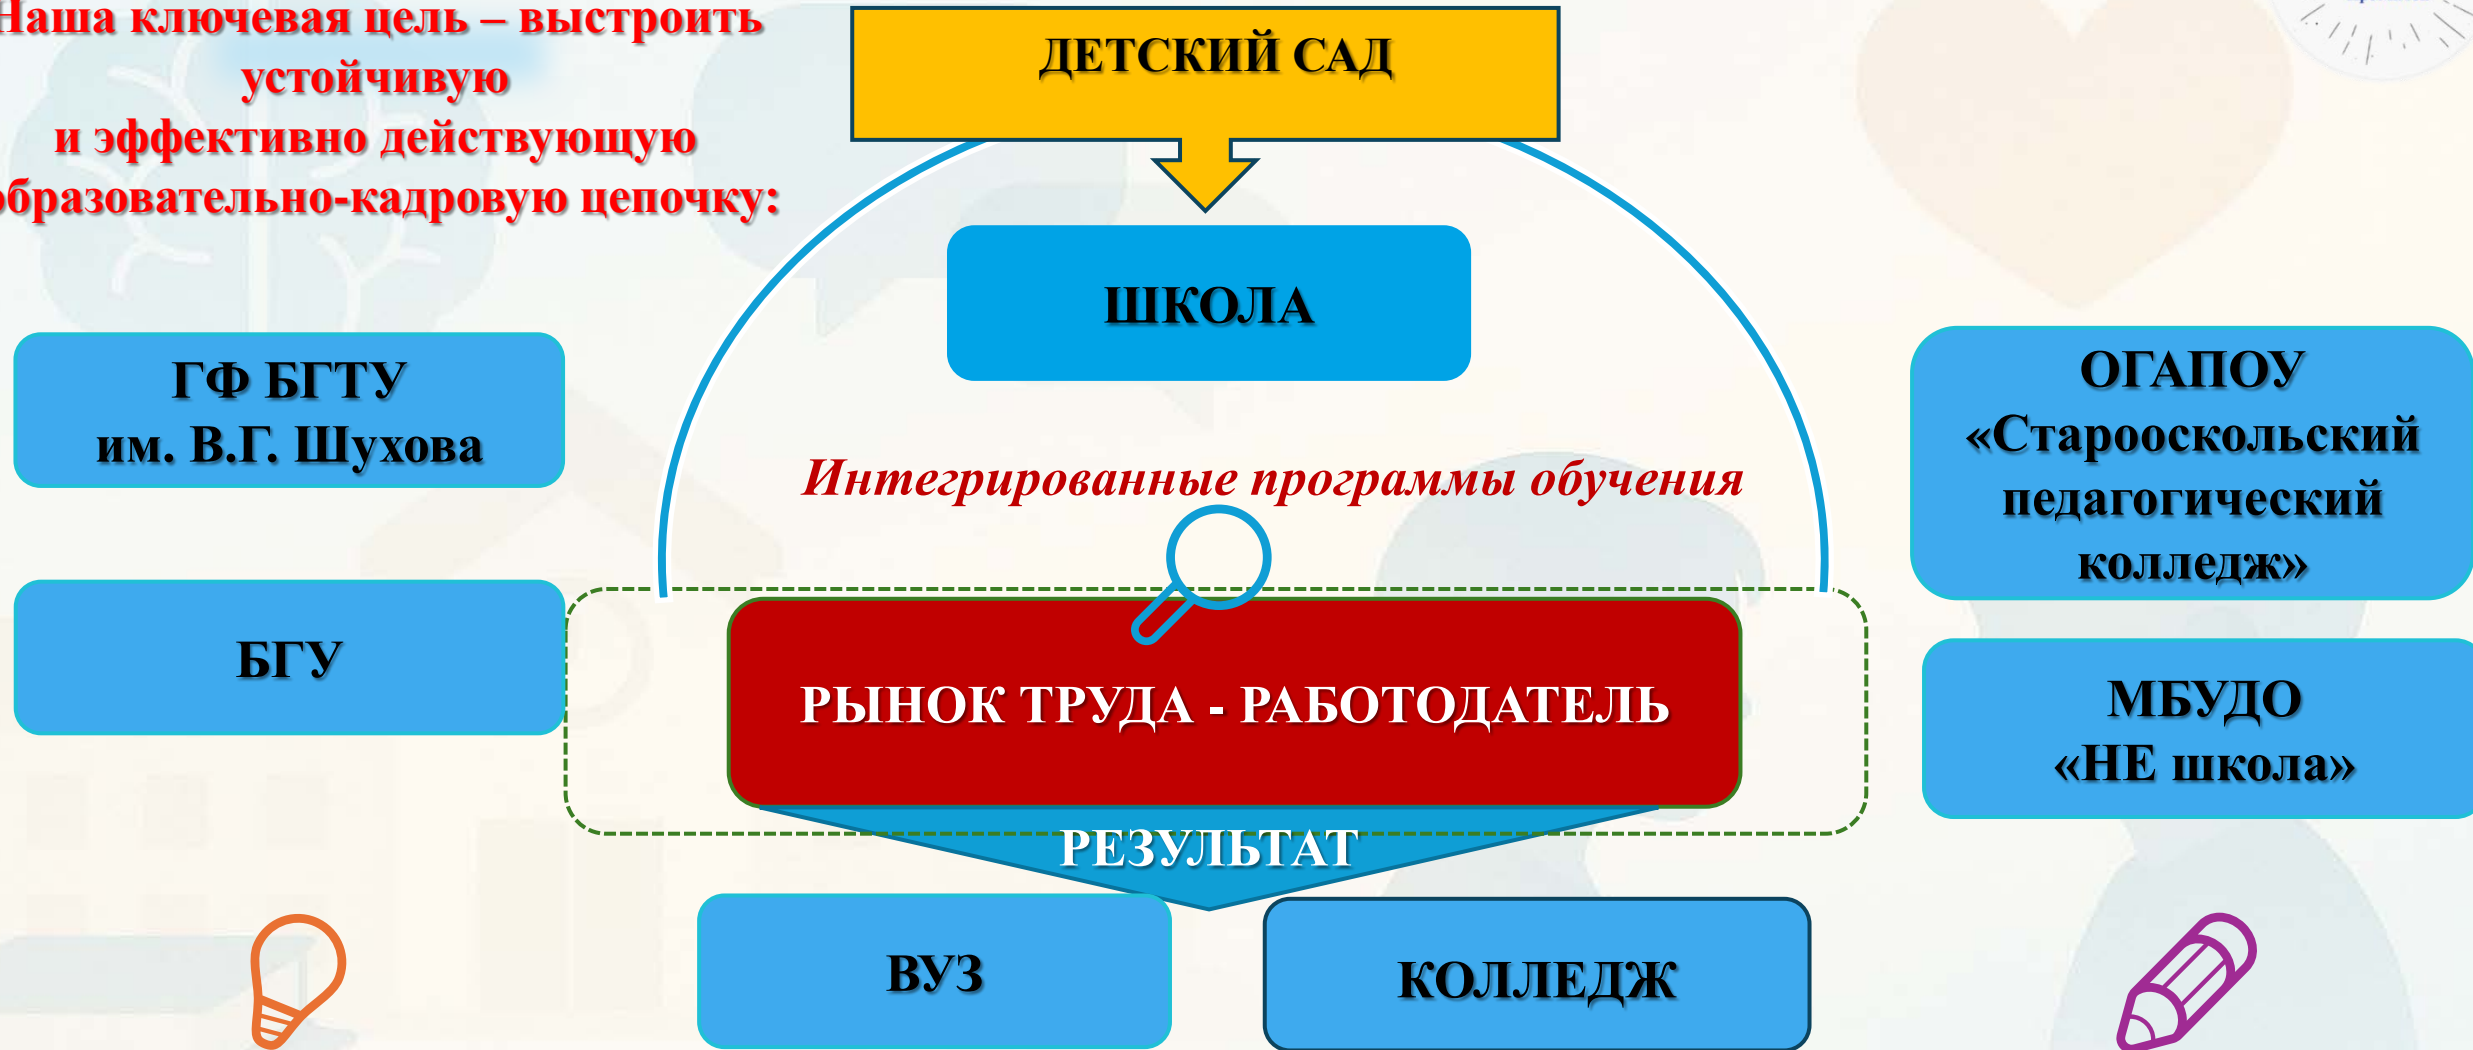 Наша ключевая цель – выстроить
устойчивую
и эффективно действующую
образовательно-кадровую цепочку:
ДЕТСКИЙ САД
ШКОЛА
ГФ БГТУ
им. В.Г. Шухова
ОГАПОУ
«Старооскольский
педагогический
колледж»
Интегрированные программы обучения
БГУ
РЫНОК ТРУДА - РАБОТОДАТЕЛЬ
МБУДО
«НЕ школа»
РЕЗУЛЬТАТ
ВУЗ
КОЛЛЕДЖ